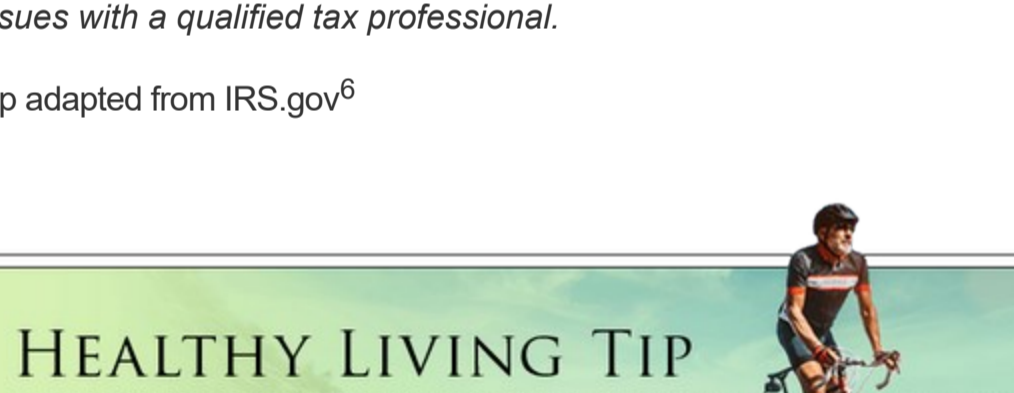 sues with a qualified tax professional.
p adapted from IRS.gov6
HEALTHY LIVING TIP